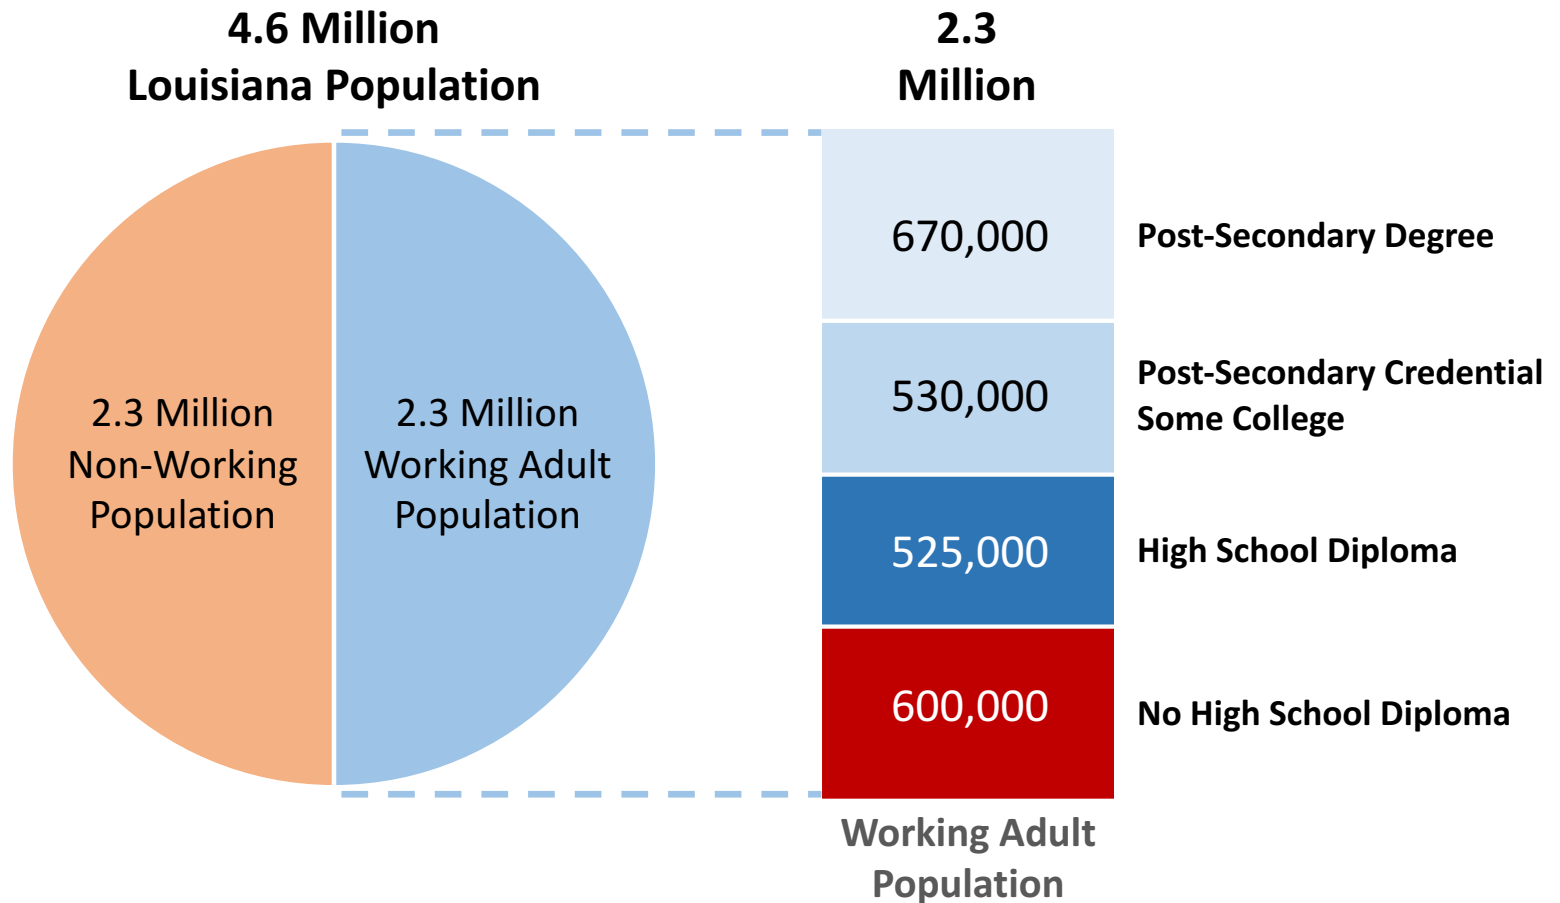 4.6 Million
Louisiana Population
2.3 Million
Non-Working
Population
2.3 Million
Working Adult
Population
2.3
Million
670,000
Post-Secondary Degree
530,000
Post-Secondary Credential
Some College
525,000
High School Diploma
600,000
No High School Diploma
Working Adult
Population